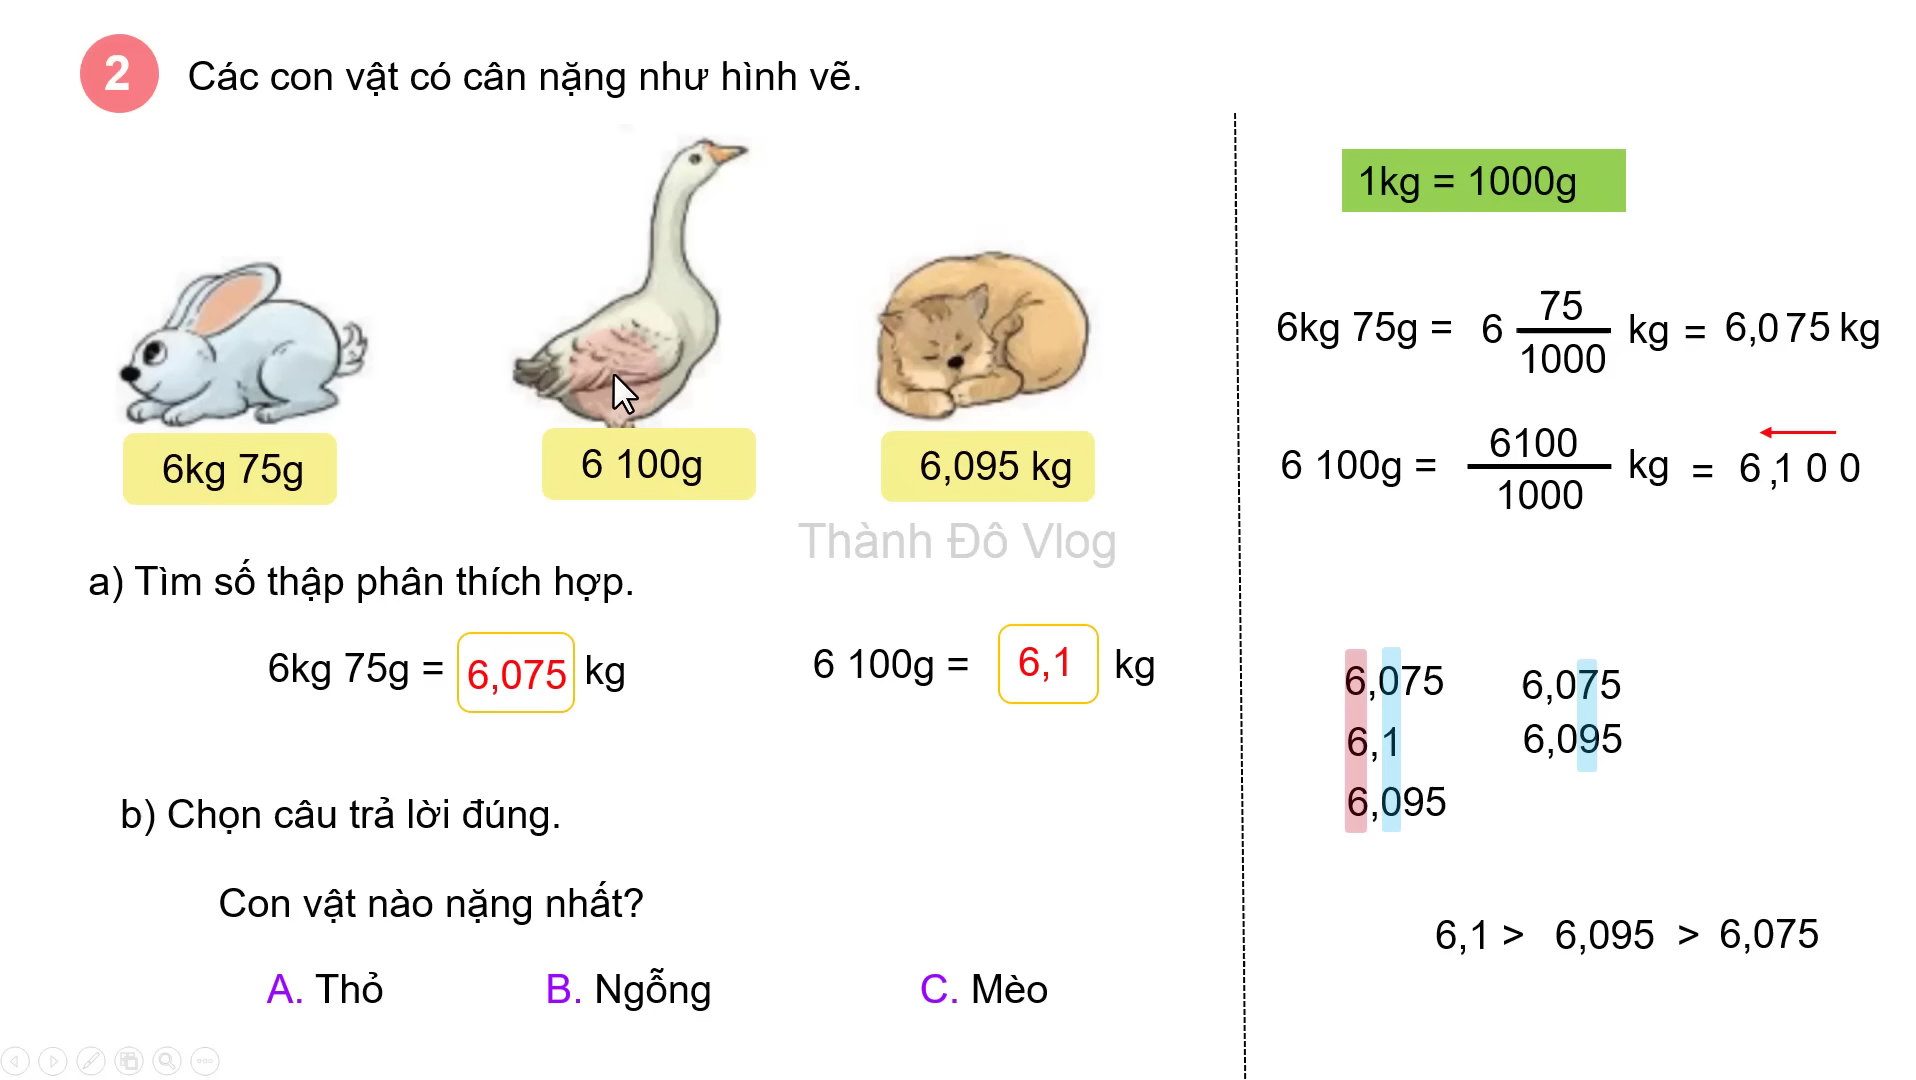 2 Các con vật có cân nặng như hình vẽ.
6kg 75g
6 100g
6,095 kg
Thành Đô Vlog
a) Tìm số thập phân thích hợp.
6kg 75g = 6,075 kg
6 100g = 6,1 kg
b) Chọn câu trả lời đúng.
Con vật nào nặng nhất?
A. Thỏ
B. Ngỗng
C. Mèo
1kg = 1000g
6kg 75g = 6 75/1000 kg = 6,075 kg
6 100g = 6100/1000 kg = 6,100
6,075
6,1
6,095
6,075
6,095
6,1 > 6,095 > 6,075